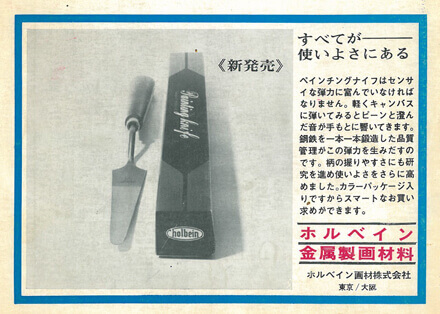 すべてが――
使いよさにある
《新発売》
Painting knife
holbein
ペインチングナイフはセンサイ
な弾力に富んでいなければ
なりません。軽くキャンバス
に弾いてみるとピーンと澄ん
だ音が手もとに響いてきます。
鋼鉄を一本一本鍛造した品質
管理がこの弾力を生みだすの
です。柄の握りやすさにも研
究を進め使いよさをさらに高
めました。カラーパッケージ入
りですからスマートなお買い
求めができます。
ホルベイン
金属製画材料
ホルベイン画材株式会社
東京/大阪